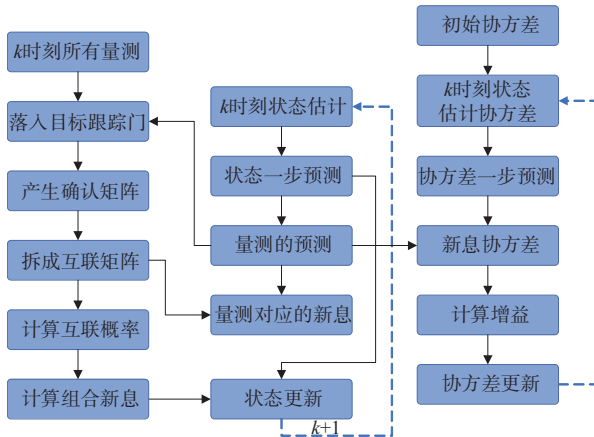 k时刻所有量测
落入目标跟踪门
产生确认矩阵
拆成互联矩阵
计算互联概率
计算组合新息
k时刻状态估计
状态一步预测
量测的预测
量测对应的新息
状态更新
k+1
初始协方差
k时刻状态
估计协方差
协方差一步预测
新息协方差
计算增益
协方差更新